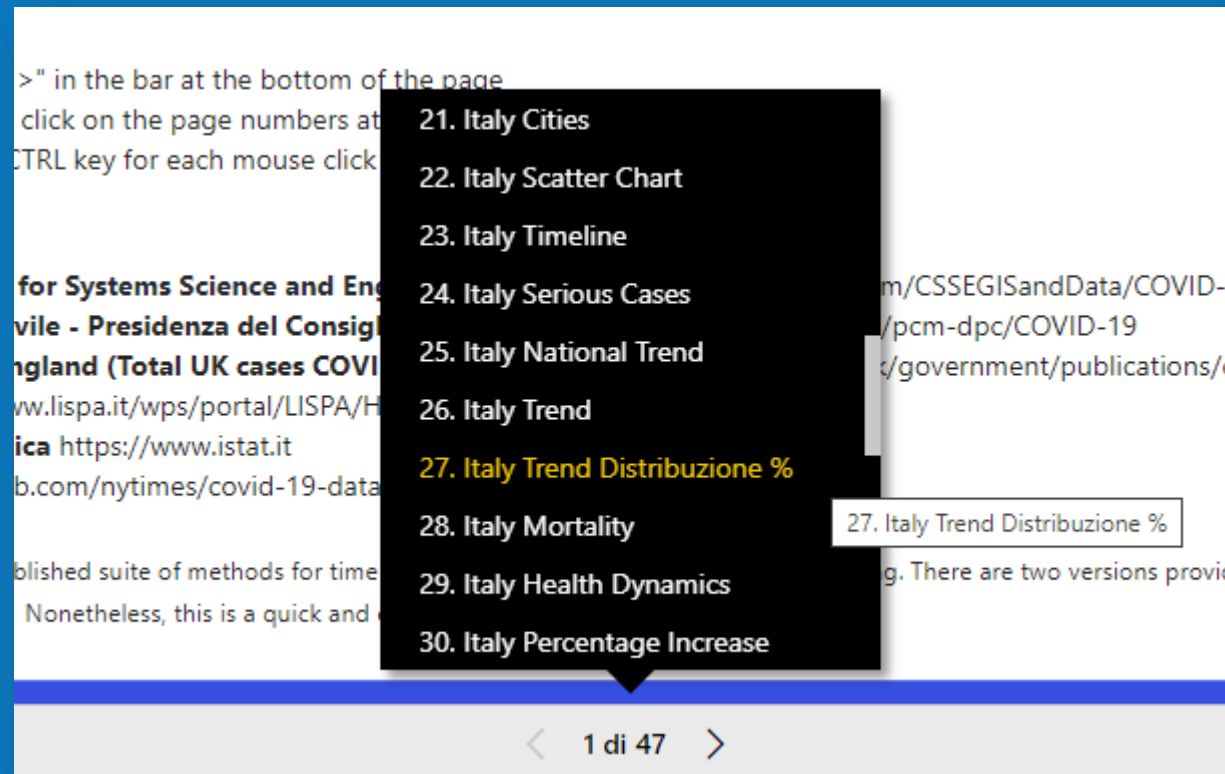 >" in the bar at the bottom of the page
click on the page numbers at
CTRL key for each mouse click
for Systems Science and Eng
m/CSSEGISandData/COVID-
vile - Presidenza del Consigl
/pcm-dpc/COVID-19
ngland (Total UK cases COVI
/government/publications/
ww.lispa.it/wps/portal/LISPA/H
ica https://www.istat.it
b.com/nytimes/covid-19-data
blished suite of methods for time
g. There are two versions provi
Nonetheless, this is a quick and
21. Italy Cities
22. Italy Scatter Chart
23. Italy Timeline
24. Italy Serious Cases
25. Italy National Trend
26. Italy Trend
27. Italy Trend Distribuzione %
28. Italy Mortality
29. Italy Health Dynamics
30. Italy Percentage Increase
27. Italy Trend Distribuzione %
1 di 47